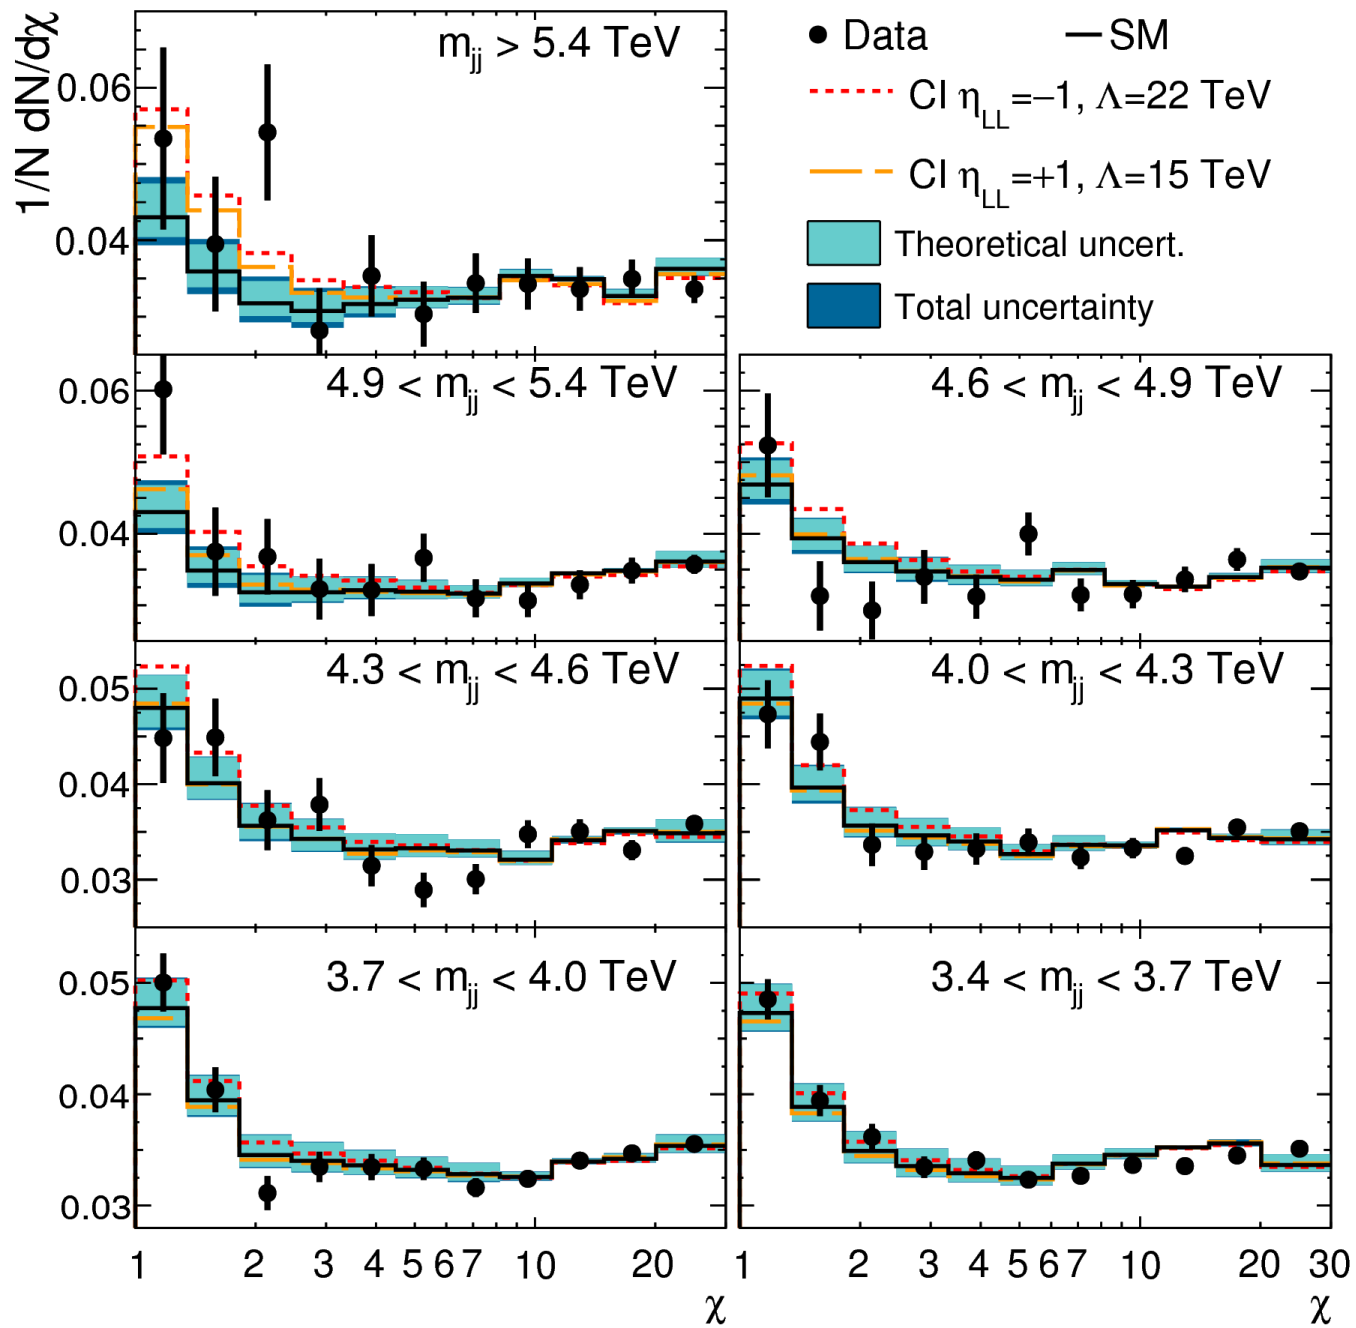 1/N dN/dχ
m_jj > 5.4 TeV
0.06
0.04
Data
SM
CI η_LL=−1, Λ=22 TeV
CI η_LL=+1, Λ=15 TeV
Theoretical uncert.
Total uncertainty
4.9 < m_jj < 5.4 TeV
0.06
0.04
4.6 < m_jj < 4.9 TeV
4.3 < m_jj < 4.6 TeV
0.05
0.04
0.03
4.0 < m_jj < 4.3 TeV
3.7 < m_jj < 4.0 TeV
0.05
0.04
0.03
3.4 < m_jj < 3.7 TeV
1 2 3 4 5 6 7 10 20
1 2 3 4 5 6 7 10 20 30
χ
χ